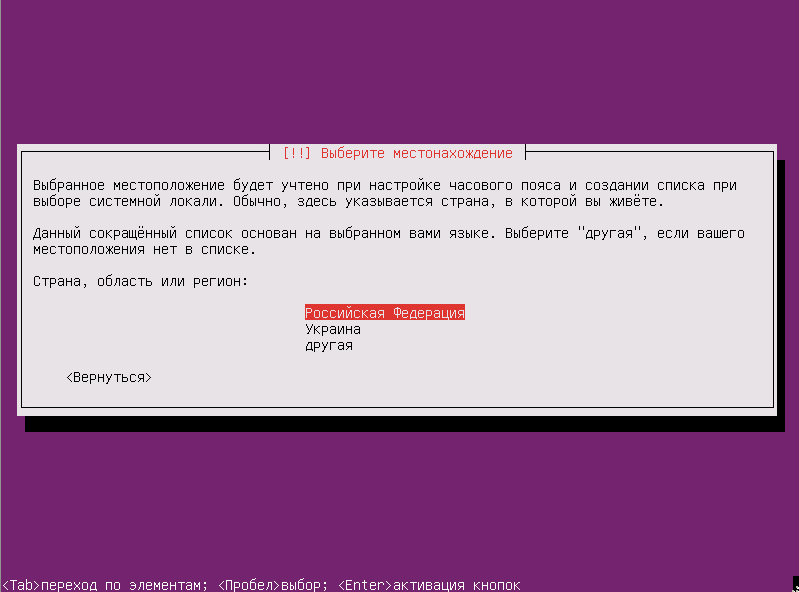 [!!] Выберите местонахождение
Выбранное местоположение будет учтено при настройке часового пояса и создании списка при
выборе системной локали. Обычно, здесь указывается страна, в которой вы живёте.
Данный сокращённый список основан на выбранном вами языке. Выберите "другая", если вашего
местоположения нет в списке.
Страна, область или регион:
Российская Федерация
Украина
другая
<Вернуться>
<Tab>переход по элементам; <Пробел>выбор; <Enter>активация кнопок